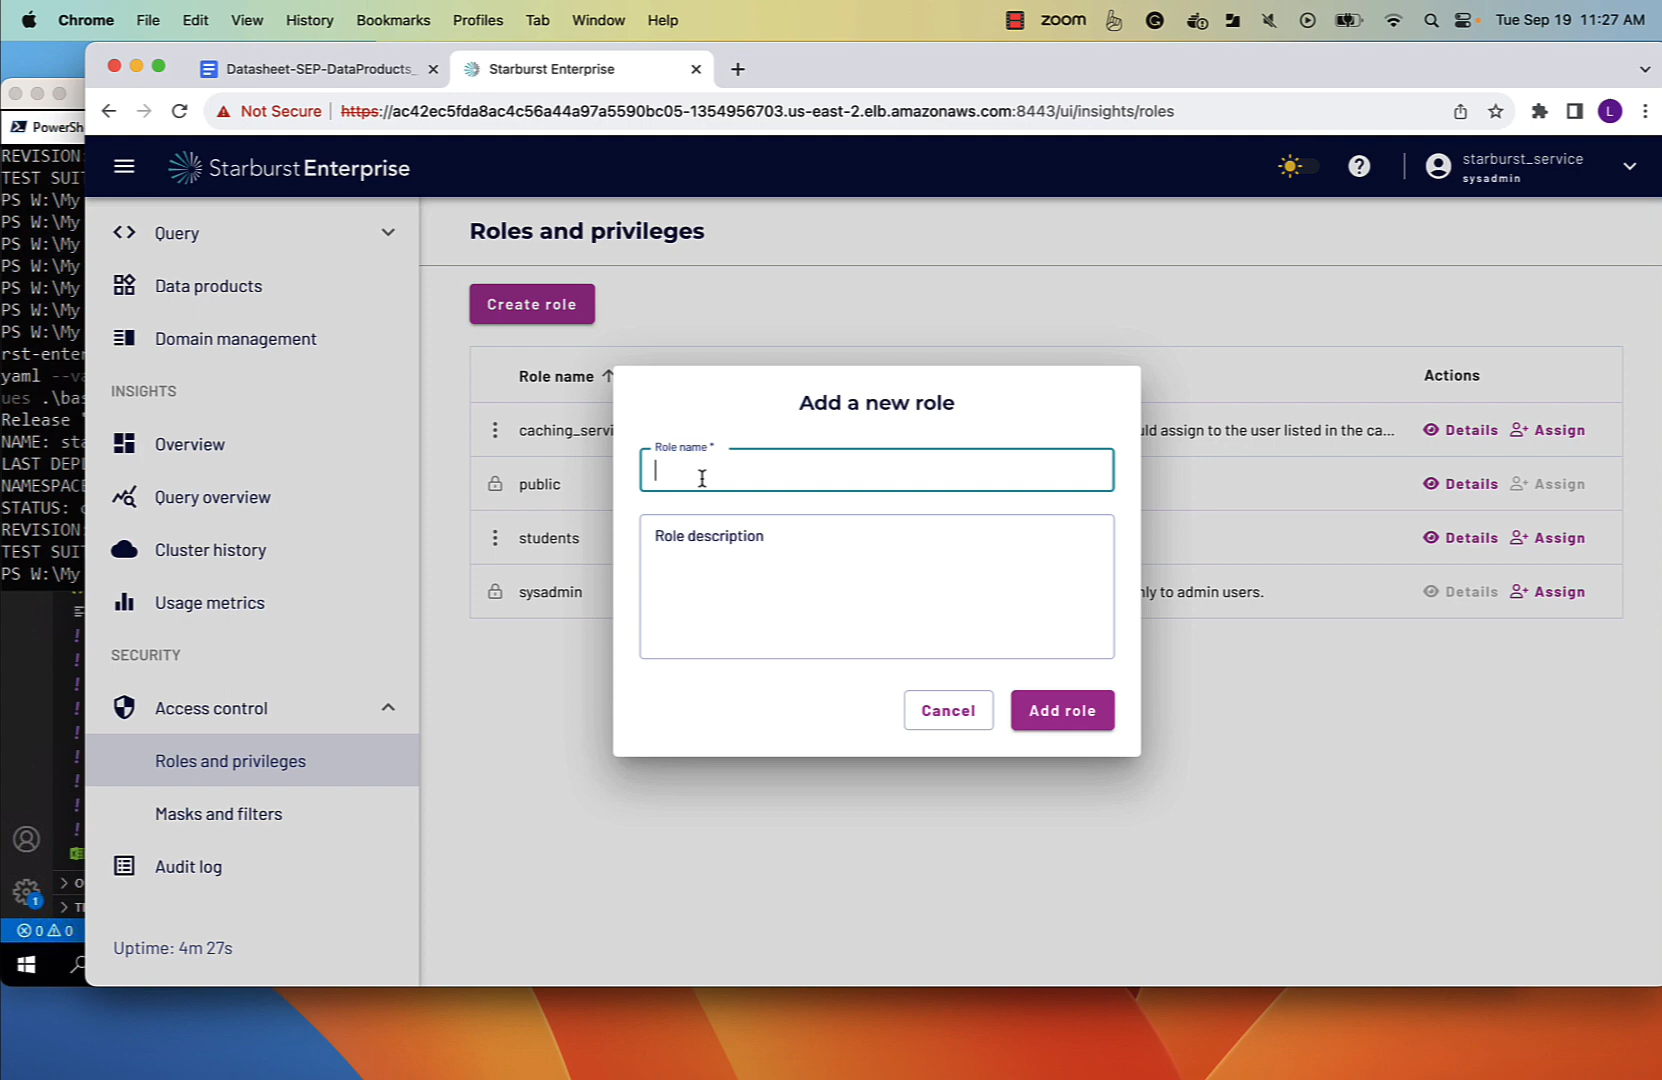 Chrome File Edit View History Bookmarks Profiles Tab Window Help zoom Tue Sep 19 11:27 AM
Datasheet-SEP-DataProducts_ Starburst Enterprise
Not Secure https://ac42ec5fda8ac4c56a44a97a5590bc05-1354956703.us-east-2.elb.amazonaws.com:8443/ui/insights/roles
PowerSh
REVISION:
TEST SUIT
PS W:\My
PS W:\My
PS W:\My
PS W:\My
PS W:\My
PS W:\My
PS W:\My
rst-enter
yaml --va
ues .\bas
Release "
NAME: sta
LAST DEPL
NAMESPACE
STATUS: d
REVISION:
TEST SUIT
PS W:\My
0 0
1
Starburst Enterprise
starburst_service
sysadmin
Query
Data products
Domain management
INSIGHTS
Overview
Query overview
Cluster history
Usage metrics
SECURITY
Access control
Roles and privileges
Masks and filters
Audit log
Uptime: 4m 27s
Roles and privileges
Create role
Role name Actions
caching_servi uld assign to the user listed in the ca... Details Assign
public Details Assign
students Details Assign
sysadmin nly to admin users. Details Assign
Add a new role
Role name *
Role description
Cancel Add role